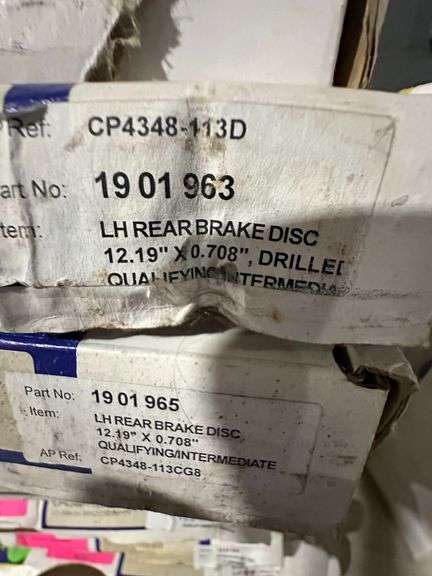 Ref: CP4348-113D
art No: 19 01 963
tem: LH REAR BRAKE DISC
12.19" X 0.708", DRILLED
QUALIFYING/INTERMEDIA
Part No: 19 01 965
Item: LH REAR BRAKE DISC,
12.19" X 0.708"
QUALIFYING/INTERMEDIATE
AP Ref: CP4348-113CG8